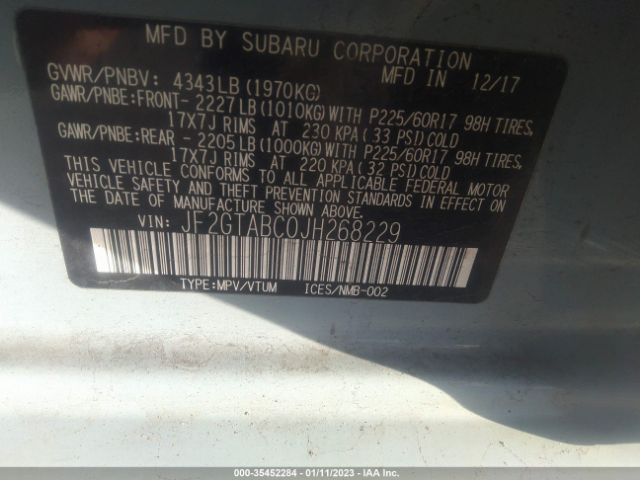 MFD BY SUBARU CORPORATION
GVWR/PNBV: 4343LB(1970KG) MFD.IN 12/17
GAWR/PNBE:FRONT- 2227LB(1010KG)WITH P225/60R17 98H TIRES,
17X7J RIMS AT 230 KPA(33 PSI)COLD
GAWR/PNBE:REAR - 2205LB(1000KG)WITH P225/60R17 98H TIRES,
17X7J RIMS AT 220 KPA(32 PSI)COLD
THIS VEHICLE CONFORMS TO ALL APPLICABLE FEDERAL MOTOR
VEHICLE SAFETY AND THEFT PREVENTION STANDARDS IN EFFECT
ON THE DATE OF MANUFACTURE SHOWN ABOVE.
VIN: JF2GTABC0JH268229
TYPE:MPV/VTUM ICES/NMB-002
000-35452284 - 01/11/2023 - IAA Inc.